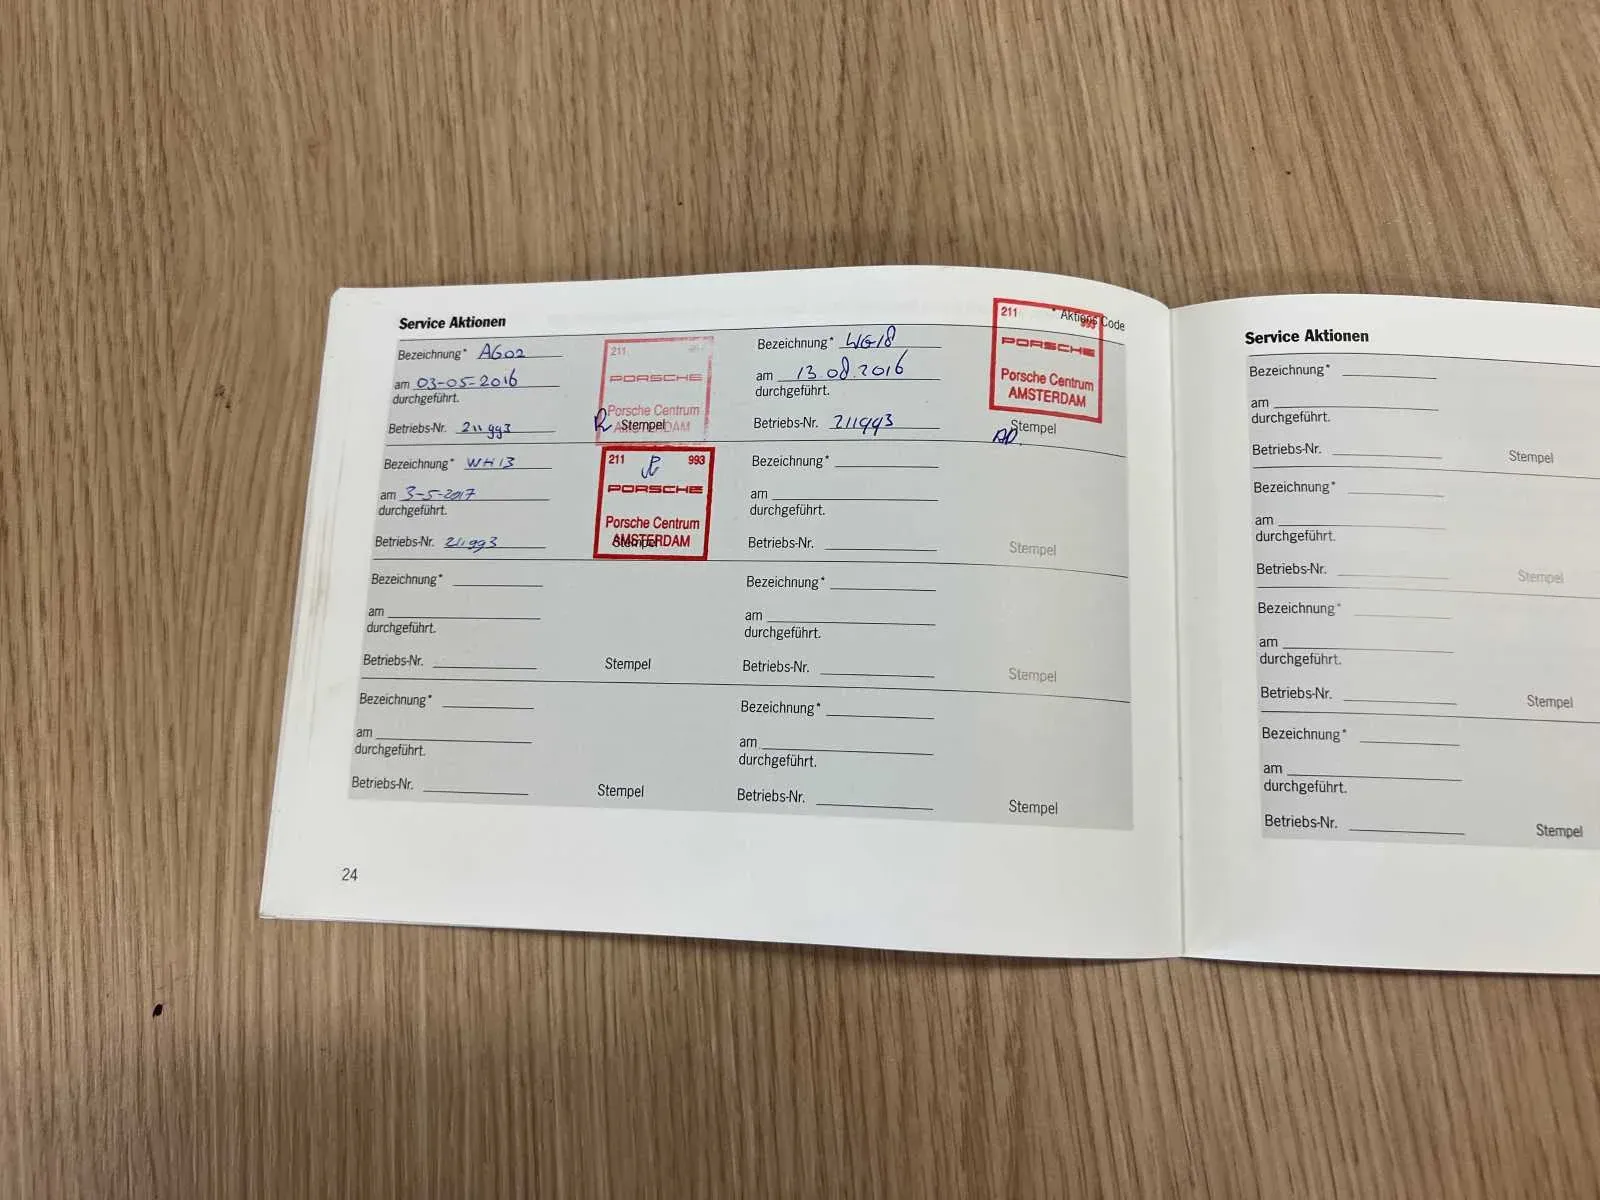 Service Aktionen
* Aktions Code
Bezeichnung* AG02
am 03-05-2016
durchgeführt.
Betriebs-Nr. 211993
Stempel
211
PORSCHE
Porsche Centrum
AMSTERDAM
Bezeichnung* WG18
am 13.08.2016
durchgeführt.
Betriebs-Nr. 211993
Stempel
211 993
PORSCHE
Porsche Centrum
AMSTERDAM
Bezeichnung* WH13
am 3-5-2017
durchgeführt.
Betriebs-Nr. 211993
Stempel
211 993
PORSCHE
Porsche Centrum
AMSTERDAM
Bezeichnung*
am
durchgeführt.
Betriebs-Nr.
Stempel
Bezeichnung*
am
durchgeführt.
Betriebs-Nr.
Stempel
Bezeichnung*
am
durchgeführt.
Betriebs-Nr.
Stempel
Bezeichnung*
am
durchgeführt.
Betriebs-Nr.
Stempel
Bezeichnung*
am
durchgeführt.
Betriebs-Nr.
Stempel
24
Service Aktionen
Bezeichnung*
am
durchgeführt.
Betriebs-Nr.
Stempel
Bezeichnung*
am
durchgeführt.
Betriebs-Nr.
Stempel
Bezeichnung*
am
durchgeführt.
Betriebs-Nr.
Stempel
Bezeichnung*
am
durchgeführt.
Betriebs-Nr.
Stempel